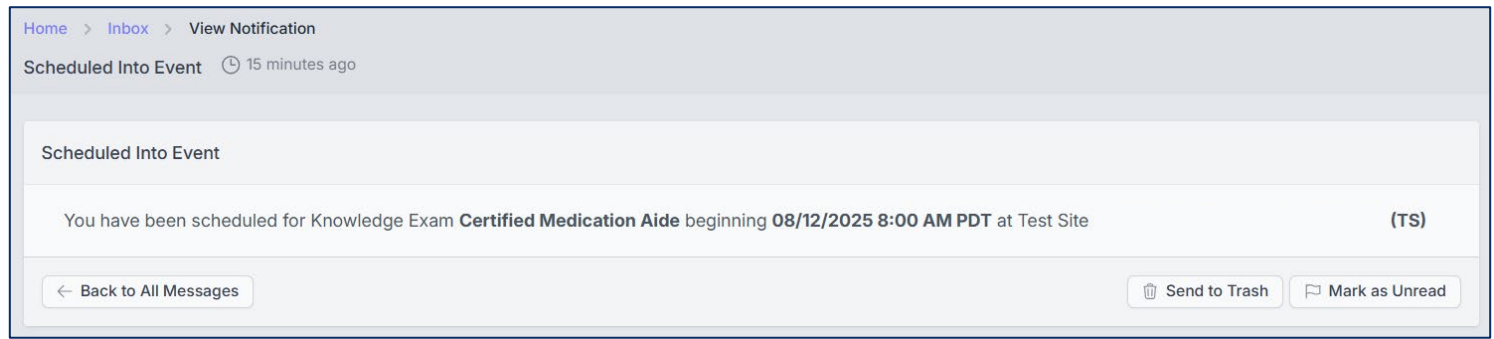 Home > Inbox > View Notification
Scheduled Into Event 15 minutes ago
Scheduled Into Event
You have been scheduled for Knowledge Exam Certified Medication Aide beginning 08/12/2025 8:00 AM PDT at Test Site (TS)
← Back to All Messages Send to Trash Mark as Unread